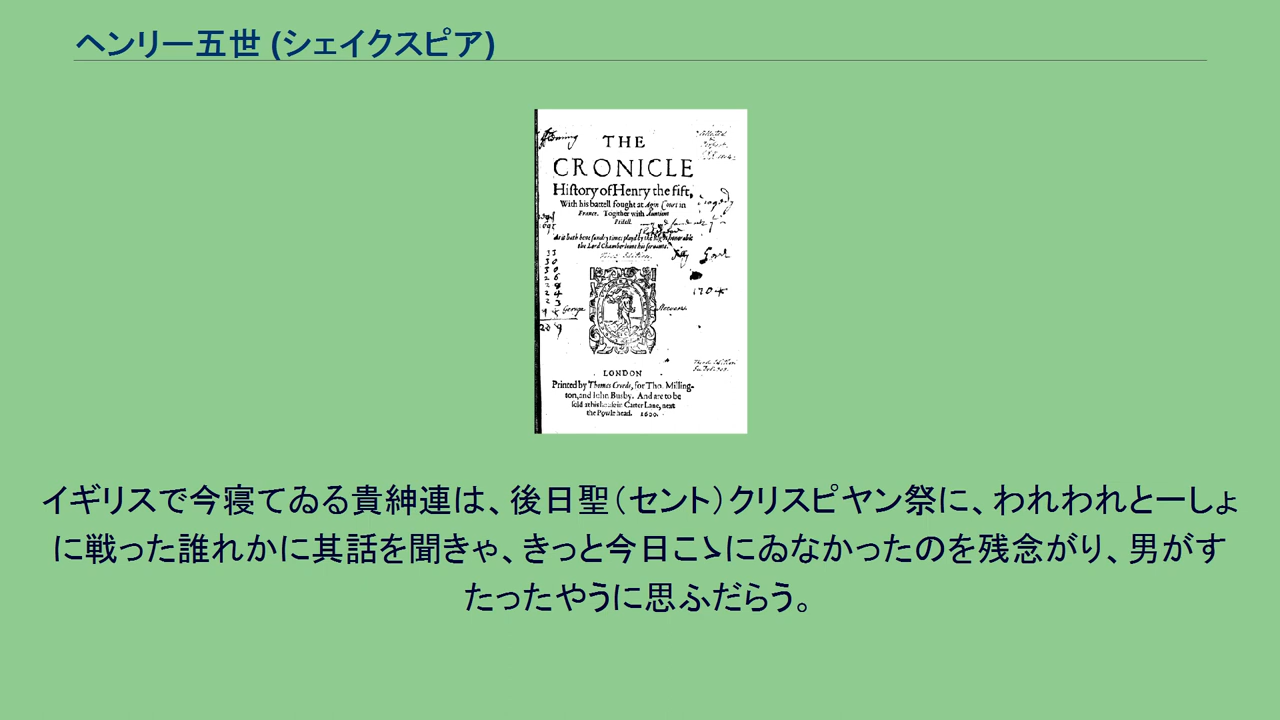 ヘンリー五世 (シェイクスピア)
THE
CRONICLE
Hiſtory of Henry the fift,
With his battell fought at Agin Court in
France. Togither with Auntient
Piſtoll.
As it hath bene ſundry times playd by the Right honorable
the Lord Chamberlaine his ſeruants.
1704
LONDON
Printed by Thomas Creede, for Tho. Milling-
ton, and Iohn Busby. And are to be
ſold at his houſe in Carter Lane, next
the Powle head. 1600.
イギリスで今寝てゐる貴紳連は、後日聖（セント）クリスピヤン祭に、われわれとーしょ
に戦った誰れかに其話を聞きゃ、きっと今日こゝにゐなかったのを残念がり、男がす
たったやうに思ふだらう。